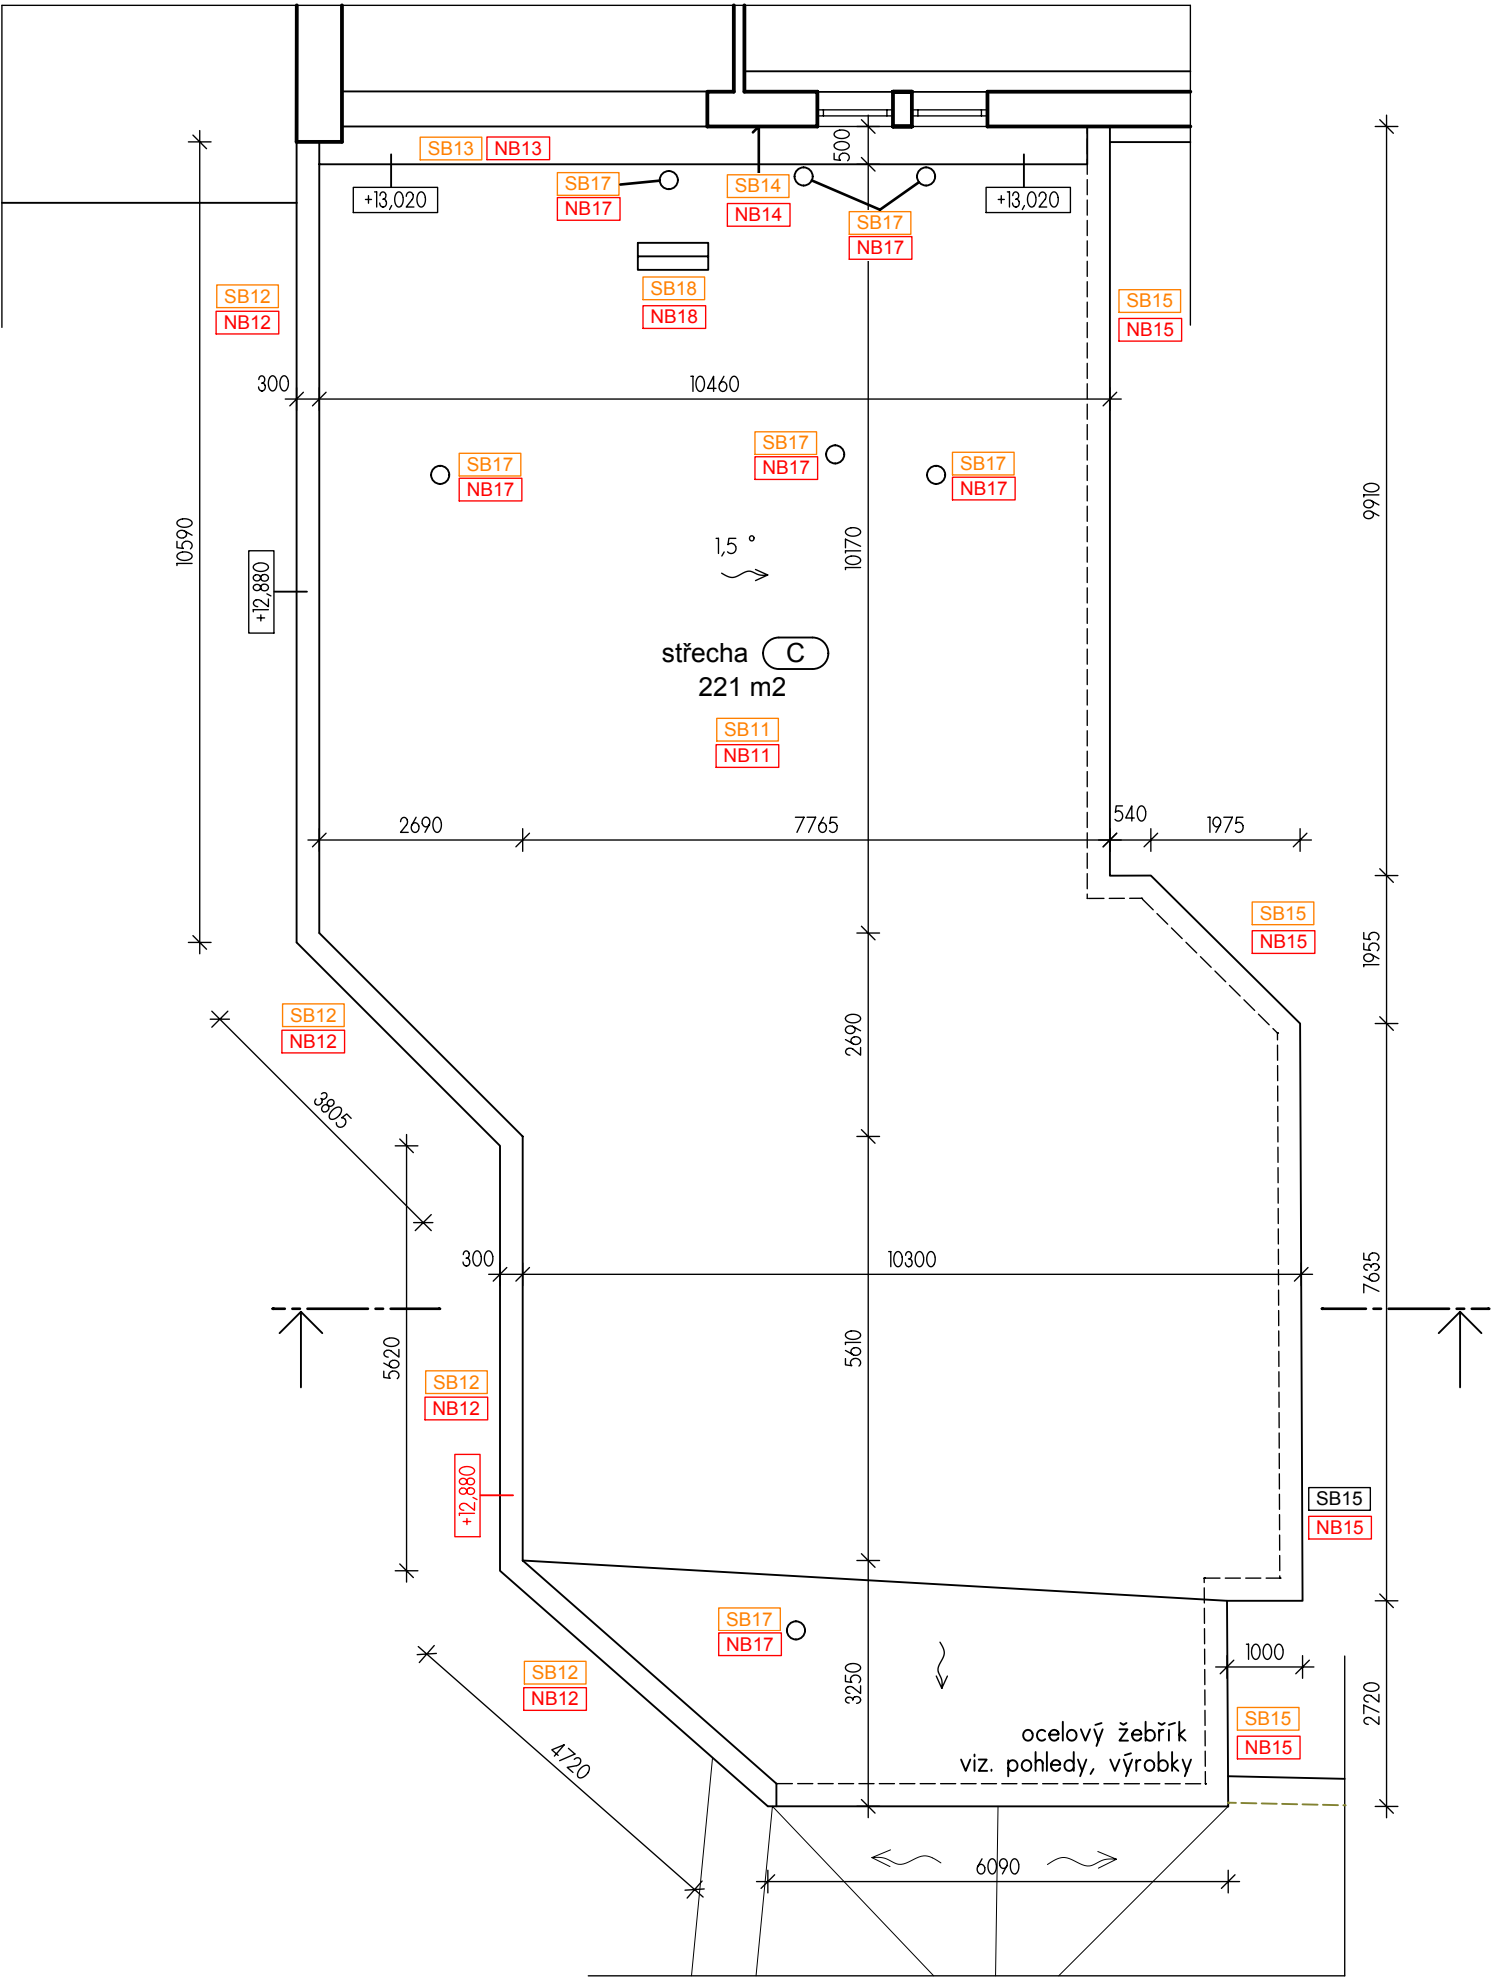 500
SB13 NB13
SB17
NB17
SB14
NB14
+13,020
+13,020
SB17
NB17
SB18
NB18
SB12
NB12
SB15
NB15
300
10460
SB17
NB17
SB17
NB17
SB17
NB17
10590
9910
10170
1,5 °
+12,880
střecha C
221 m2
SB11
NB11
2690
7765
540
1975
SB15
NB15
1955
SB12
NB12
2690
3805
300
10300
7635
5620
5610
SB12
NB12
+12,880
SB15
NB15
SB17
NB17
1000
SB12
NB12
3250
2720
ocelový žebřík
viz. pohledy, výrobky
SB15
NB15
4720
6090